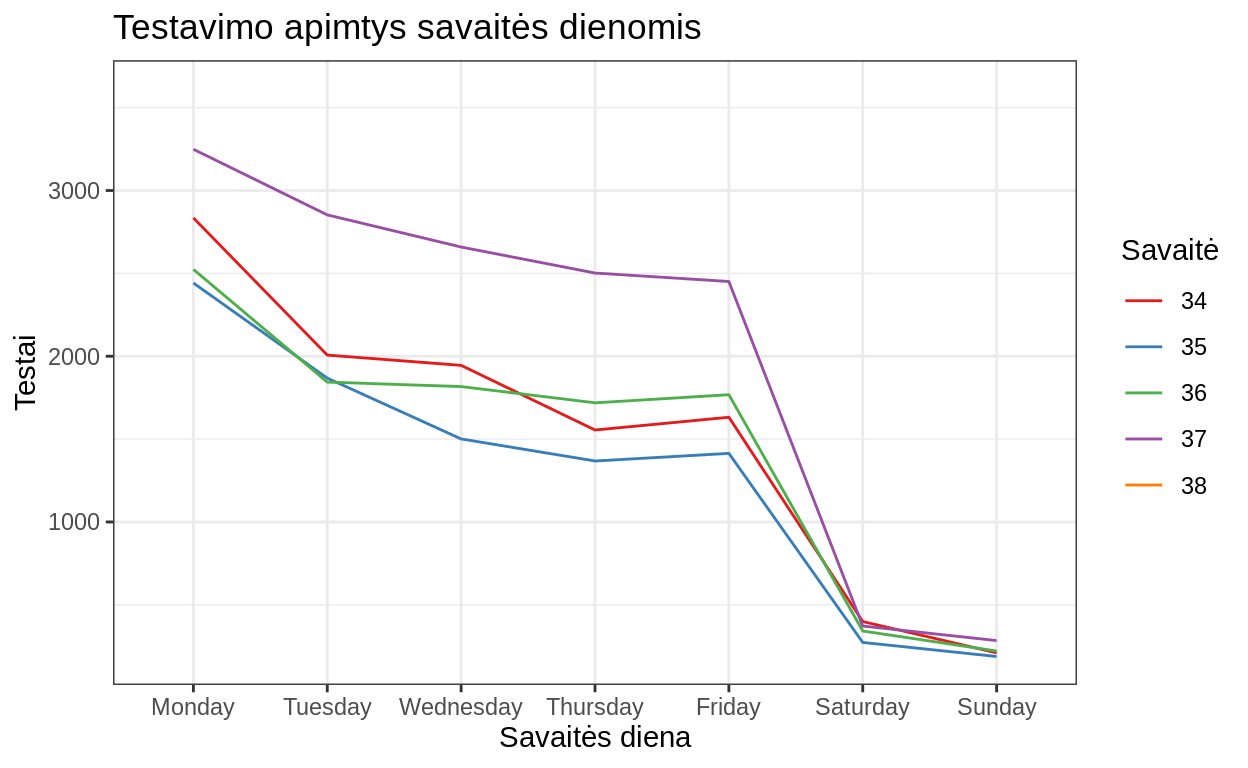 Testavimo apimtys savaitės dienomis
Testai
3000
2000
1000
Monday Tuesday Wednesday Thursday Friday Saturday Sunday
Savaitės diena
Savaitė
34
35
36
37
38